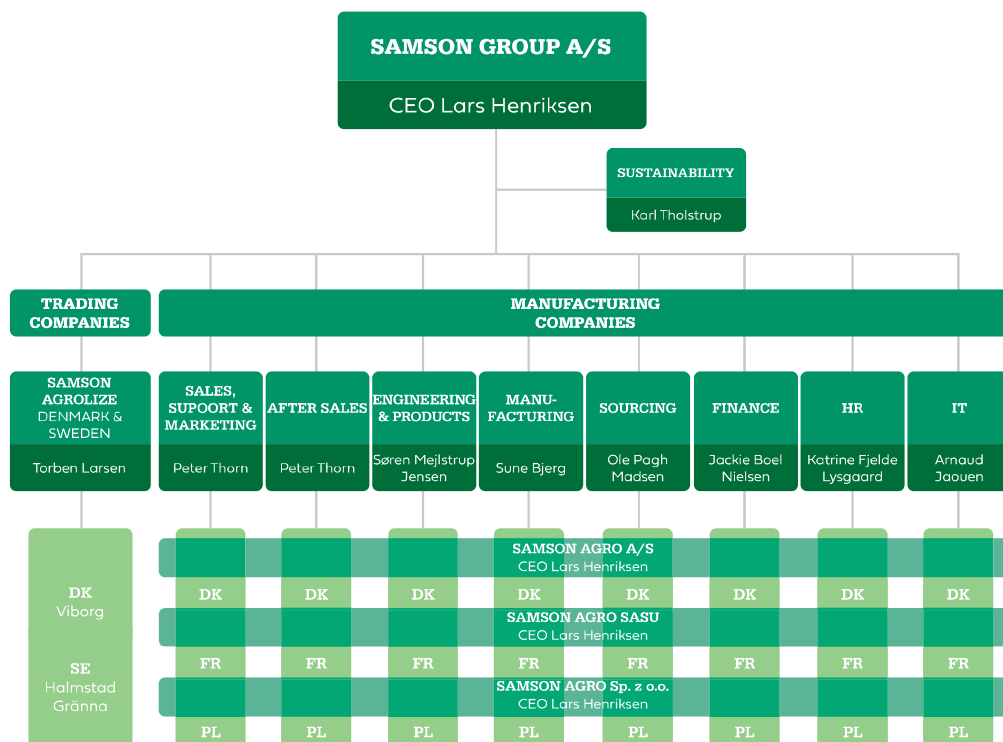 SAMSON GROUP A/S
CEO Lars Henriksen
SUSTAINABILITY
Karl Tholstrup
TRADING
COMPANIES
MANUFACTURING
COMPANIES
SAMSON
AGROLIZE
DENMARK &
SWEDEN
Torben Larsen
SALES,
SUPOORT &
MARKETING
Peter Thorn
AFTER SALES
Peter Thorn
ENGINEERING
& PRODUCTS
Søren Mejlstrup
Jensen
MANU-
FACTURING
Sune Bjerg
SOURCING
Ole Pagh
Madsen
FINANCE
Jackie Boel
Nielsen
HR
Katrine Fjelde
Lysgaard
IT
Arnaud
Jaouen
DK
Viborg
SE
Halmstad
Gränna
SAMSON AGRO A/S
CEO Lars Henriksen
DK DK DK DK DK DK DK DK
SAMSON AGRO SASU
CEO Lars Henriksen
FR FR FR FR FR FR FR FR
SAMSON AGRO Sp. z o.o.
CEO Lars Henriksen
PL PL PL PL PL PL PL PL